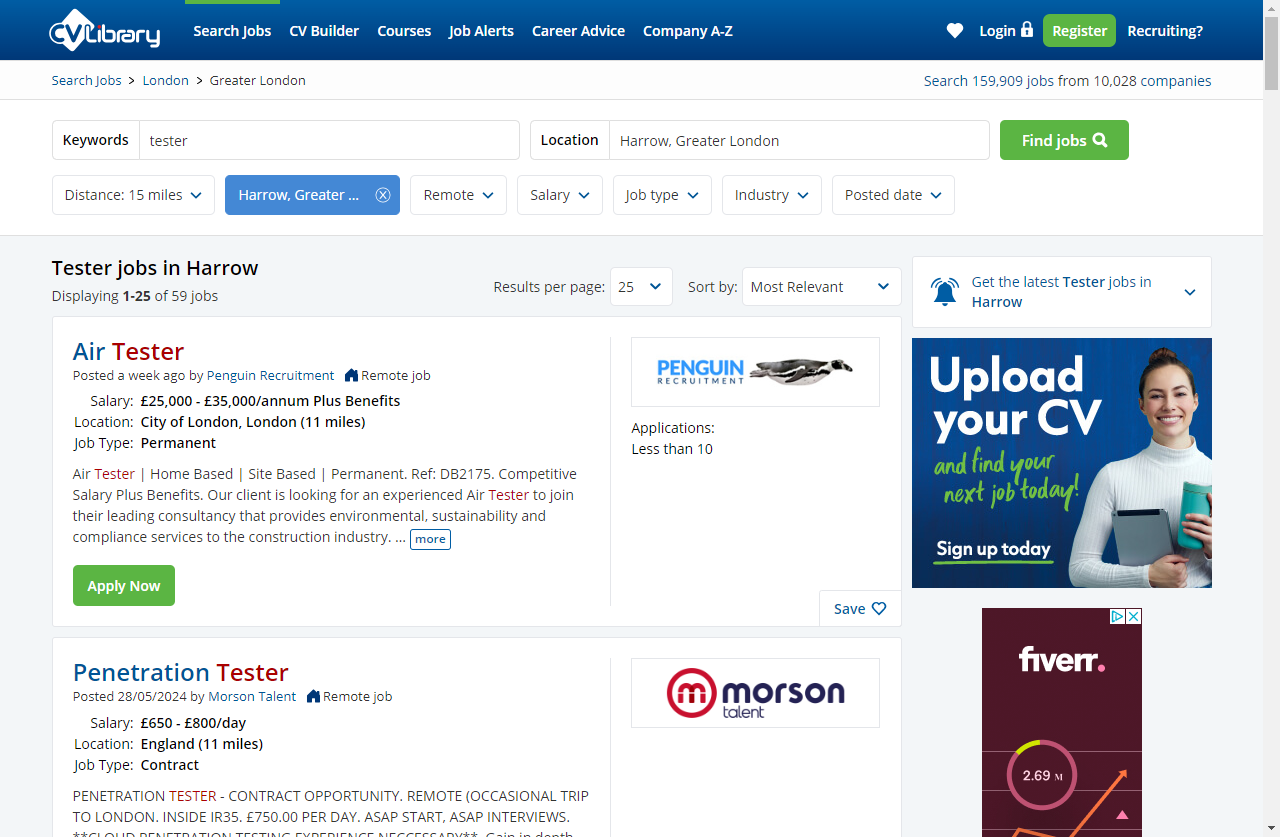 CV Library
Search Jobs CV Builder Courses Job Alerts Career Advice Company A-Z Login Register Recruiting?
Search Jobs > London > Greater London Search 159,909 jobs from 10,028 companies
Keywords tester Location Harrow, Greater London Find jobs
Distance: 15 miles Harrow, Greater ... Remote Salary Job type Industry Posted date
Tester jobs in Harrow
Displaying 1-25 of 59 jobs
Results per page: 25 Sort by: Most Relevant
Get the latest Tester jobs in
Harrow
Air Tester
Posted a week ago by Penguin Recruitment Remote job
Salary: £25,000 - £35,000/annum Plus Benefits
Location: City of London, London (11 miles)
Job Type: Permanent
Air Tester | Home Based | Site Based | Permanent. Ref: DB2175. Competitive
Salary Plus Benefits. Our client is looking for an experienced Air Tester to join
their leading consultancy that provides environmental, sustainability and
compliance services to the construction industry. ... more
Apply Now
PENGUIN
RECRUITMENT
Applications:
Less than 10
Save
Upload
your CV
and find your
next job today!
Sign up today
Penetration Tester
Posted 28/05/2024 by Morson Talent Remote job
Salary: £650 - £800/day
Location: England (11 miles)
Job Type: Contract
PENETRATION TESTER - CONTRACT OPPORTUNITY. REMOTE (OCCASIONAL TRIP
TO LONDON. INSIDE IR35. £750.00 PER DAY. ASAP START, ASAP INTERVIEWS.
**CLOUD PENETRATION TESTING EXPERIENCE NECCESSARY**. Gain in depth
morson
talent
fiverr.
2.69 M